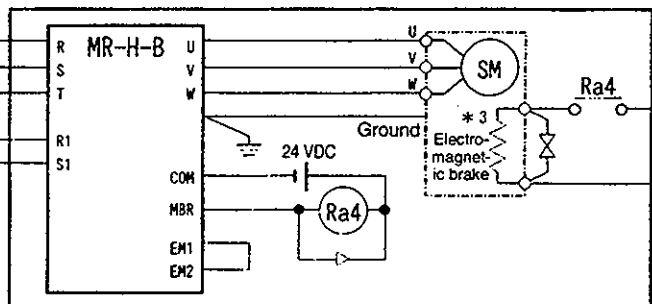 MR-H-B
R
S
T
R1
S1
U
V
W
COM
MBR
EM1
EM2
24 VDC
Ra4
Ground
U
V
W
SM
*3
Electro-
magnet-
ic brake
Ra4